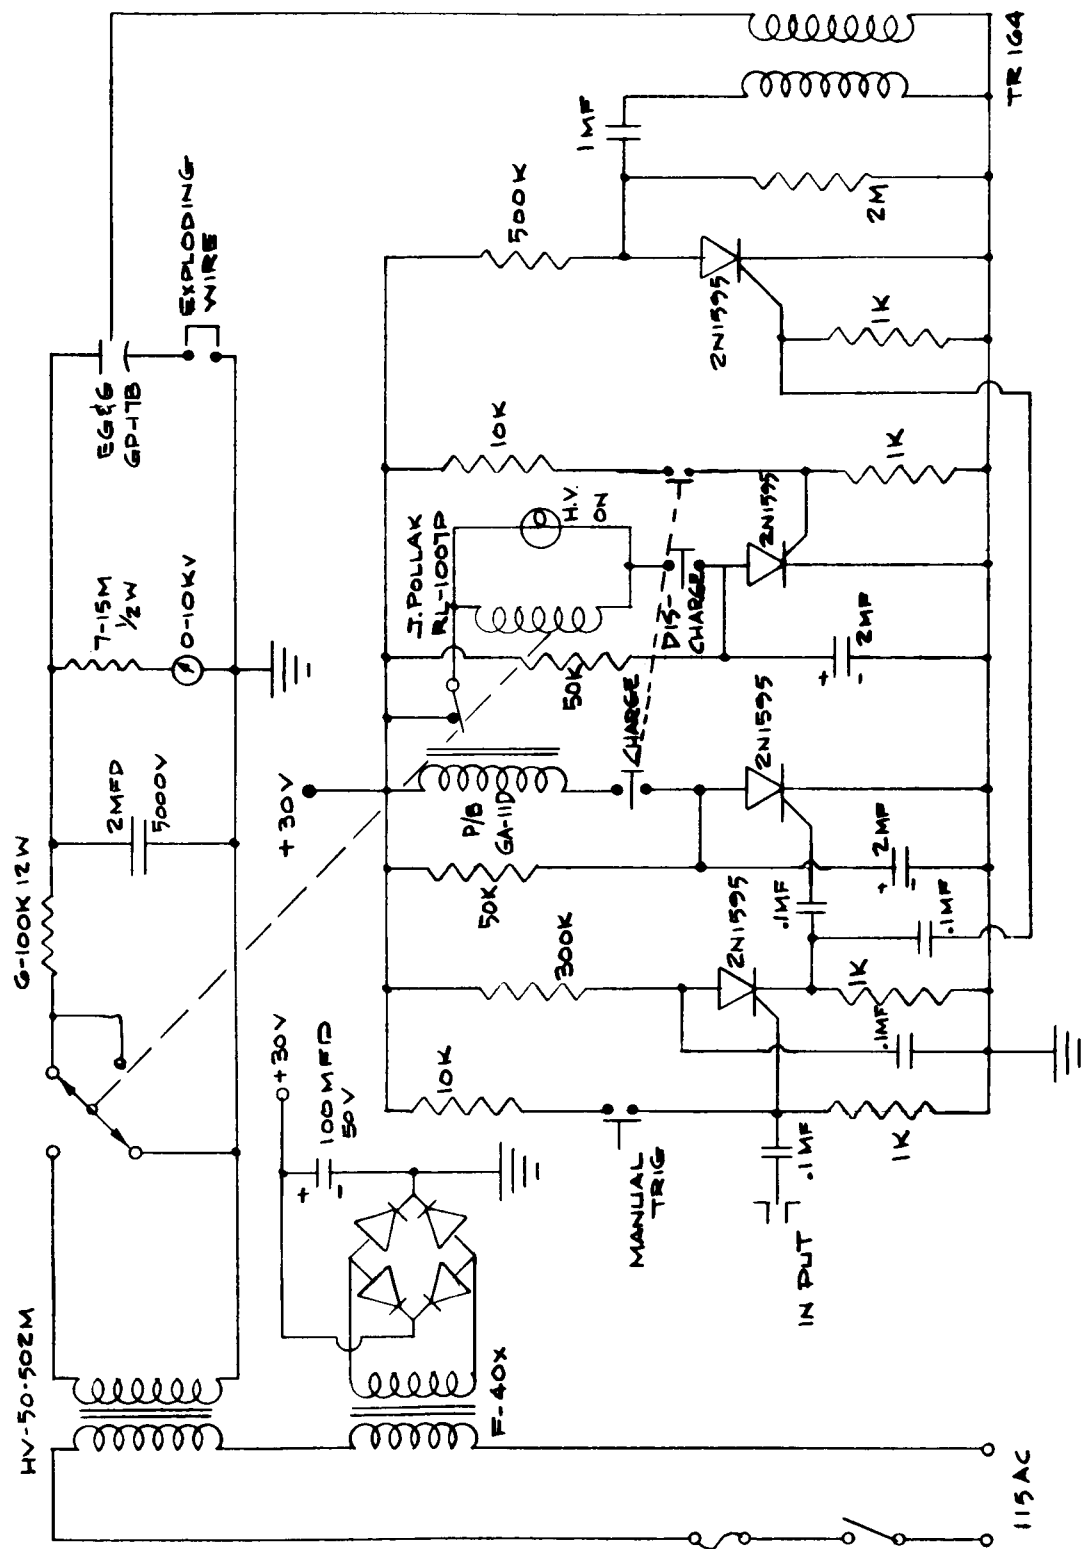 HV-50-502M
6-100K 12W
2MFD
5000V
7-15M
1/2 W
0-10KV
EG&G
GP-17B
EXPLODING
WIRE
+30V
100MFD
50V
+
-
F-40X
115AC
+30V
J. POLLAK
RL-1007P
H.V.
ON
P/B
GA-11D
CHARGE
DIS-
CHARGE
MANUAL
TRIG
IN PUT
10K
300K
50K
50K
10K
500K
1MF
2N1595
2N1595
2N1595
2N1595
.1MF
1K
.1MF
1K
.1MF
.1MF
+
2MF
-
+
2MF
-
1K
1K
2M
TR 164